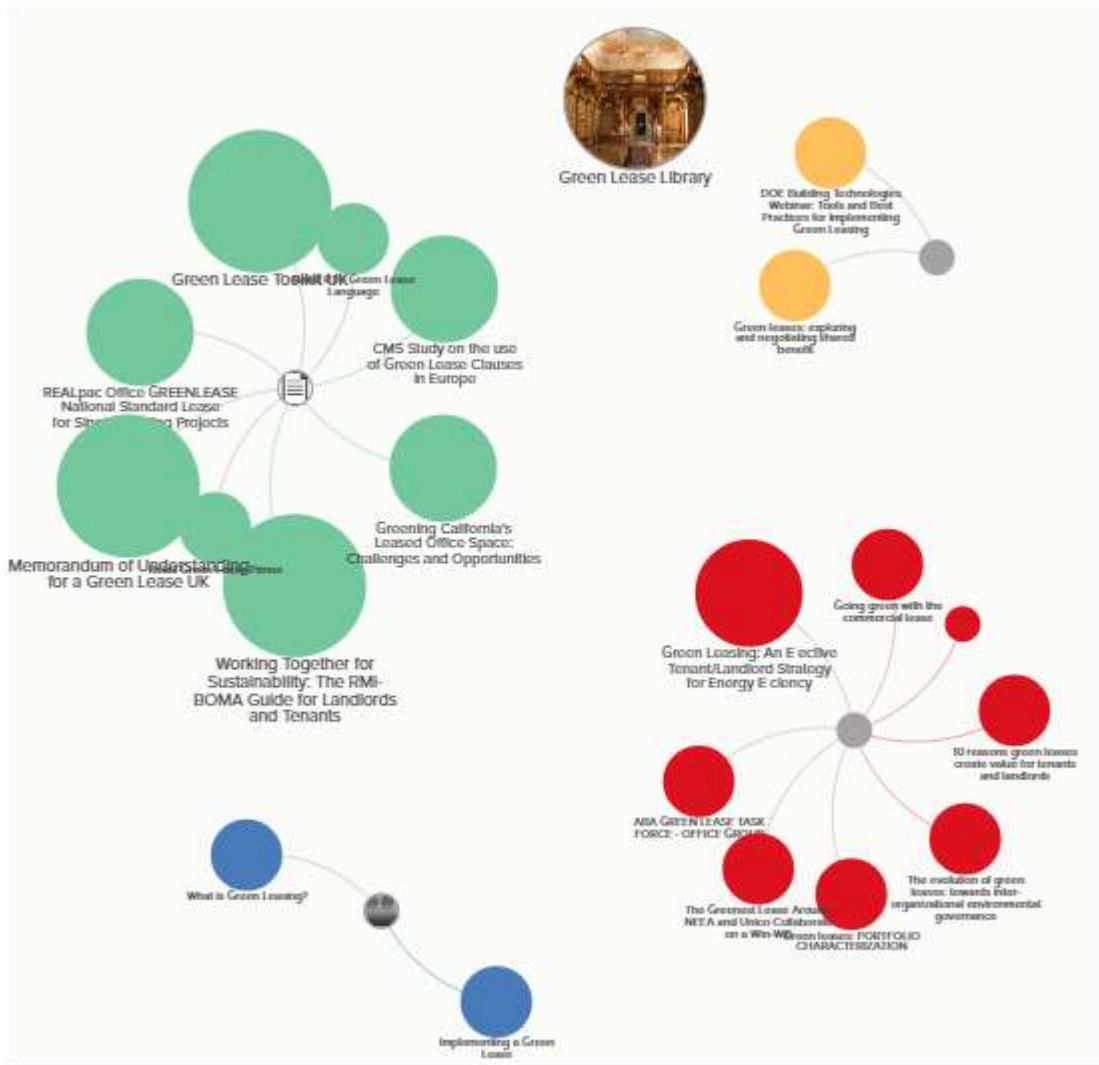 Green Lease Library
DOE Building Technologies
Webinar: Tools and Best
Practices for Implementing
Green Leasing
Green leases: exploring
and negotiating shared
benefit
Green Lease Toolkit UK
Green Lease
Language
CMS Study on the use
of Green Lease Clauses
in Europe
REALpac Office GREENLEASE
National Standard Lease
for Projects
Greening California's
Leased Office Space:
Challenges and Opportunities
Memorandum of Understanding
for a Green Lease UK
Working Together for
Sustainability: The RMI-
BOMA Guide for Landlords
and Tenants
Going green with the
commercial lease
Green Leasing: An E ective
Tenant/Landlord Strategy
for Energy E ciency
10 reasons green leases
create value for tenants
and landlords
ABA GREEN LEASE TASK
FORCE - OFFICE GROUP
The evolution of green
leases: towards inter-
organizational environmental
governance
The Greenest Lease
NEEA and Unico
on a Win-Win
Green leases: PORTFOLIO
CHARACTERIZATION
What is Green Leasing?
Implementing a Green
Lease